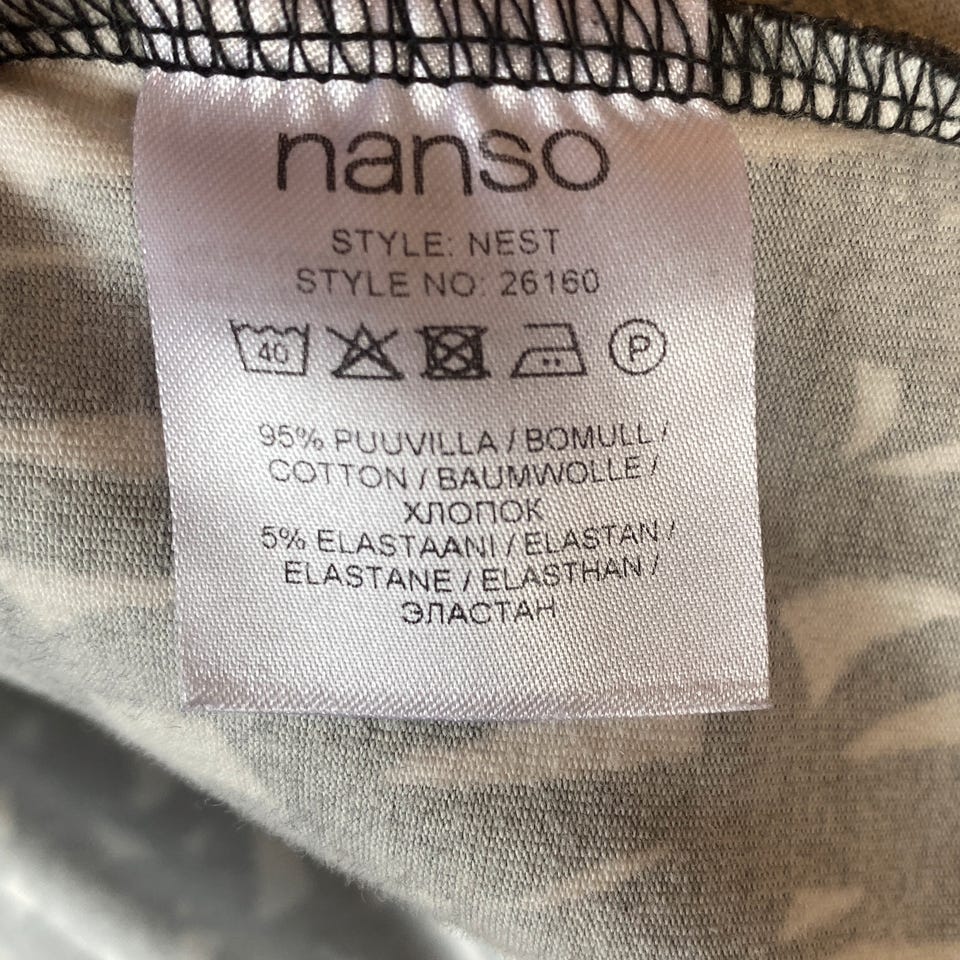 nanso
STYLE: NEST
STYLE NO: 26160
40 P
95% PUUVILLA / BOMULL /
COTTON / BAUMWOLLE /
ХЛОПОК
5% ELASTAANI / ELASTAN /
ELASTANE / ELASTHAN /
ЭЛАСТАН